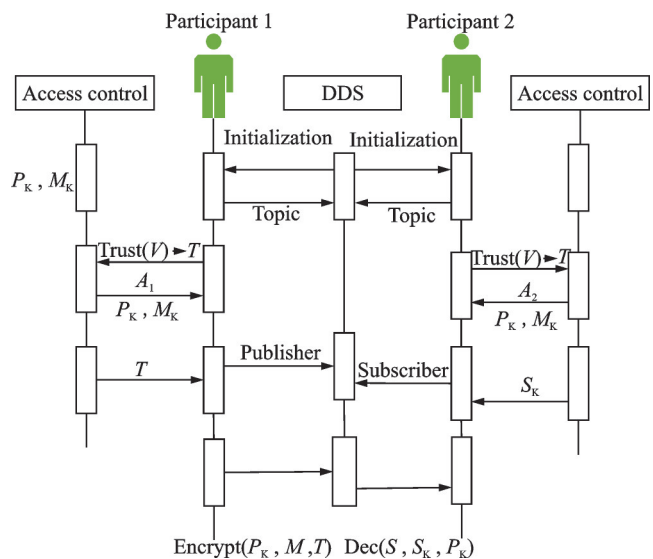 Participant 1
Participant 2
Access control
DDS
Access control
Initialization
Initialization
P_K , M_K
Topic
Topic
Trust(V)→T
Trust(V)→T
A_1
A_2
P_K , M_K
P_K , M_K
Publisher
Subscriber
T
S_K
Encrypt(P_K , M ,T)
Dec(S , S_K , P_K)